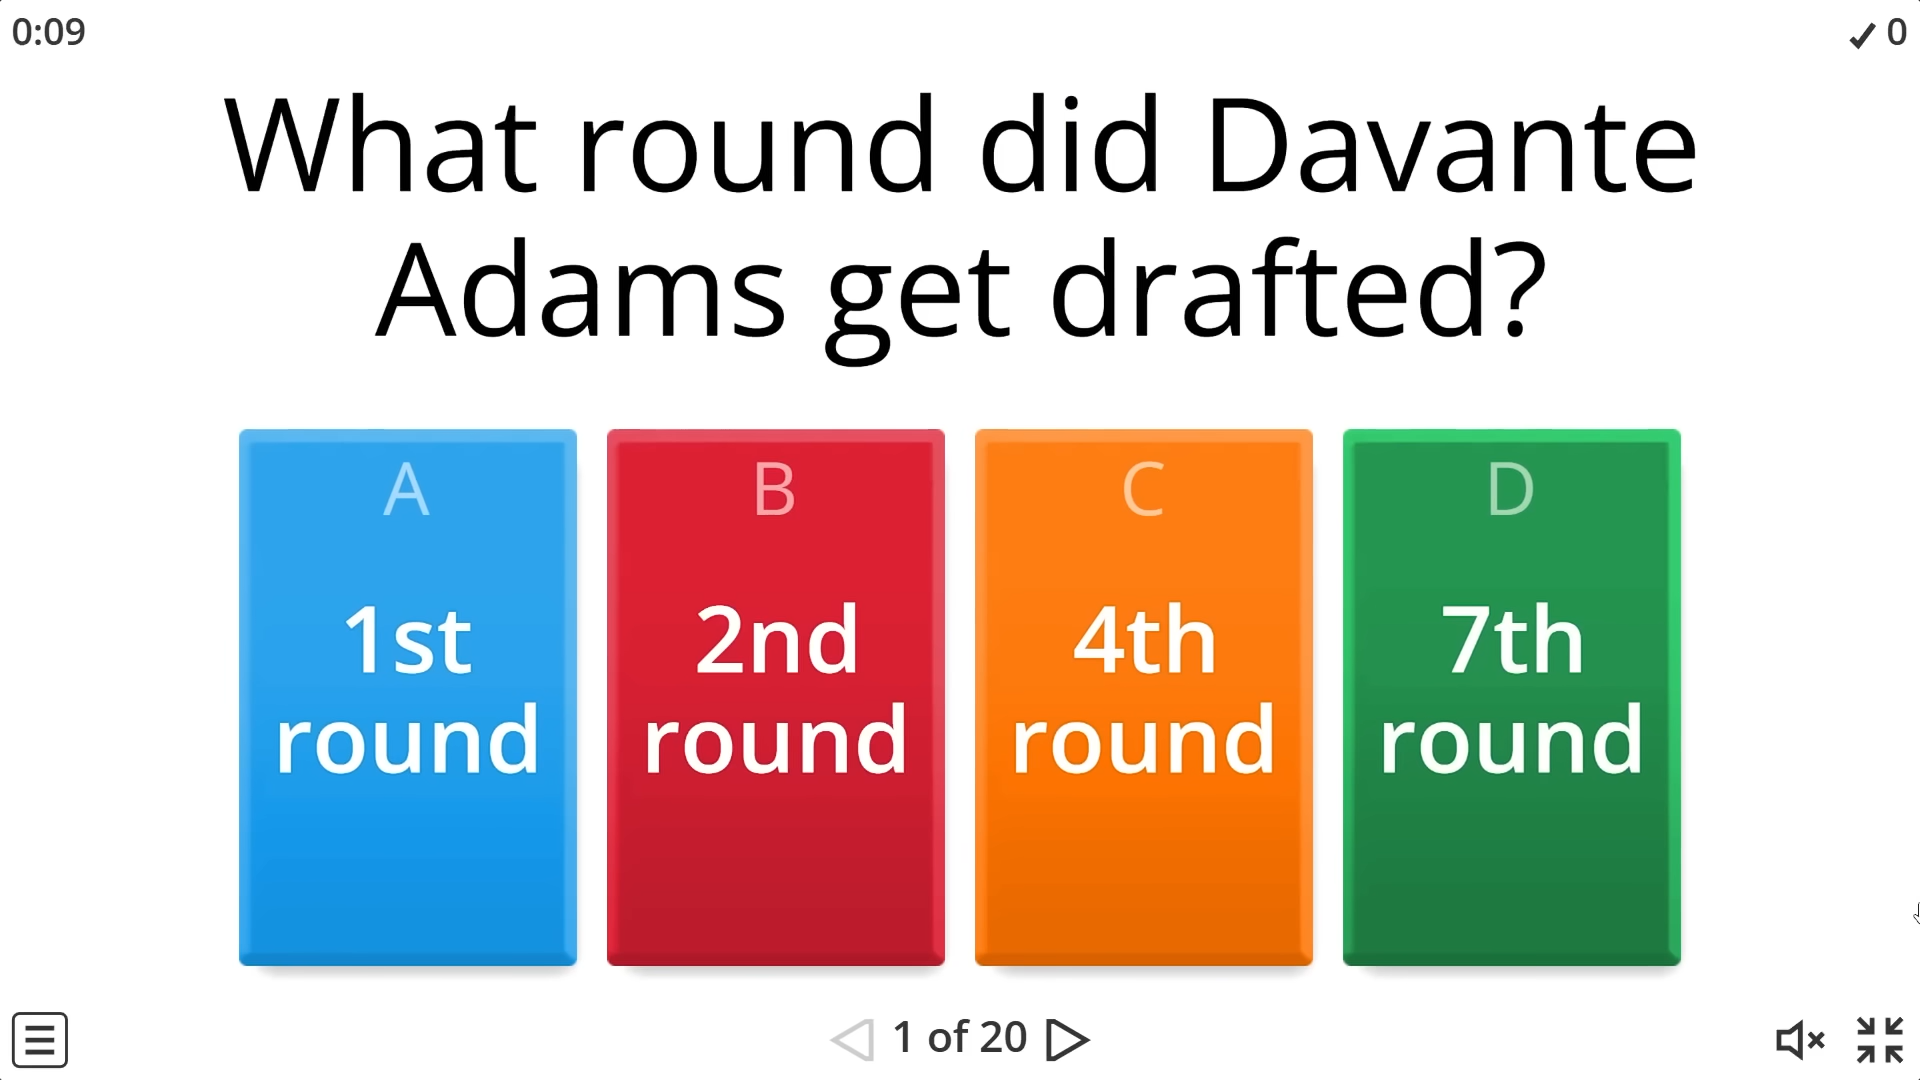 0:09
0
What round did Davante
Adams get drafted?
A
1st
round
B
2nd
round
C
4th
round
D
7th
round
1 of 20